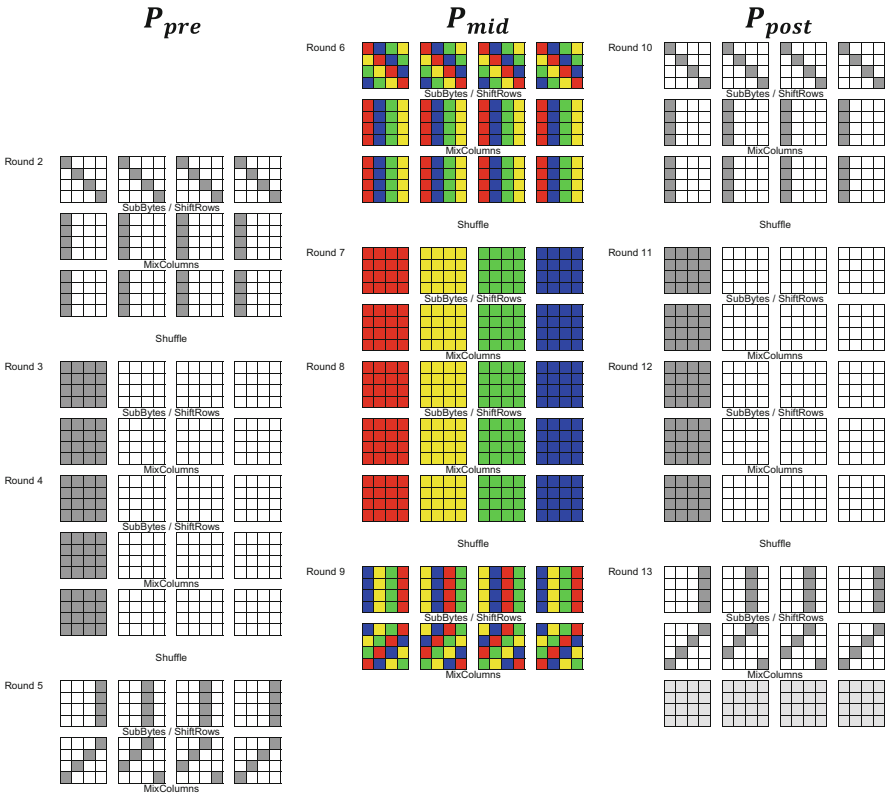 P_pre
Round 2
SubBytes / ShiftRows
MixColumns
Shuffle
Round 3
SubBytes / ShiftRows
MixColumns
Round 4
SubBytes / ShiftRows
MixColumns
Shuffle
Round 5
SubBytes / ShiftRows
MixColumns
P_mid
Round 6
SubBytes / ShiftRows
MixColumns
Shuffle
Round 7
SubBytes / ShiftRows
MixColumns
Round 8
SubBytes / ShiftRows
MixColumns
Shuffle
Round 9
SubBytes / ShiftRows
MixColumns
P_post
Round 10
SubBytes / ShiftRows
MixColumns
Shuffle
Round 11
SubBytes / ShiftRows
MixColumns
Round 12
SubBytes / ShiftRows
MixColumns
Shuffle
Round 13
SubBytes / ShiftRows
MixColumns